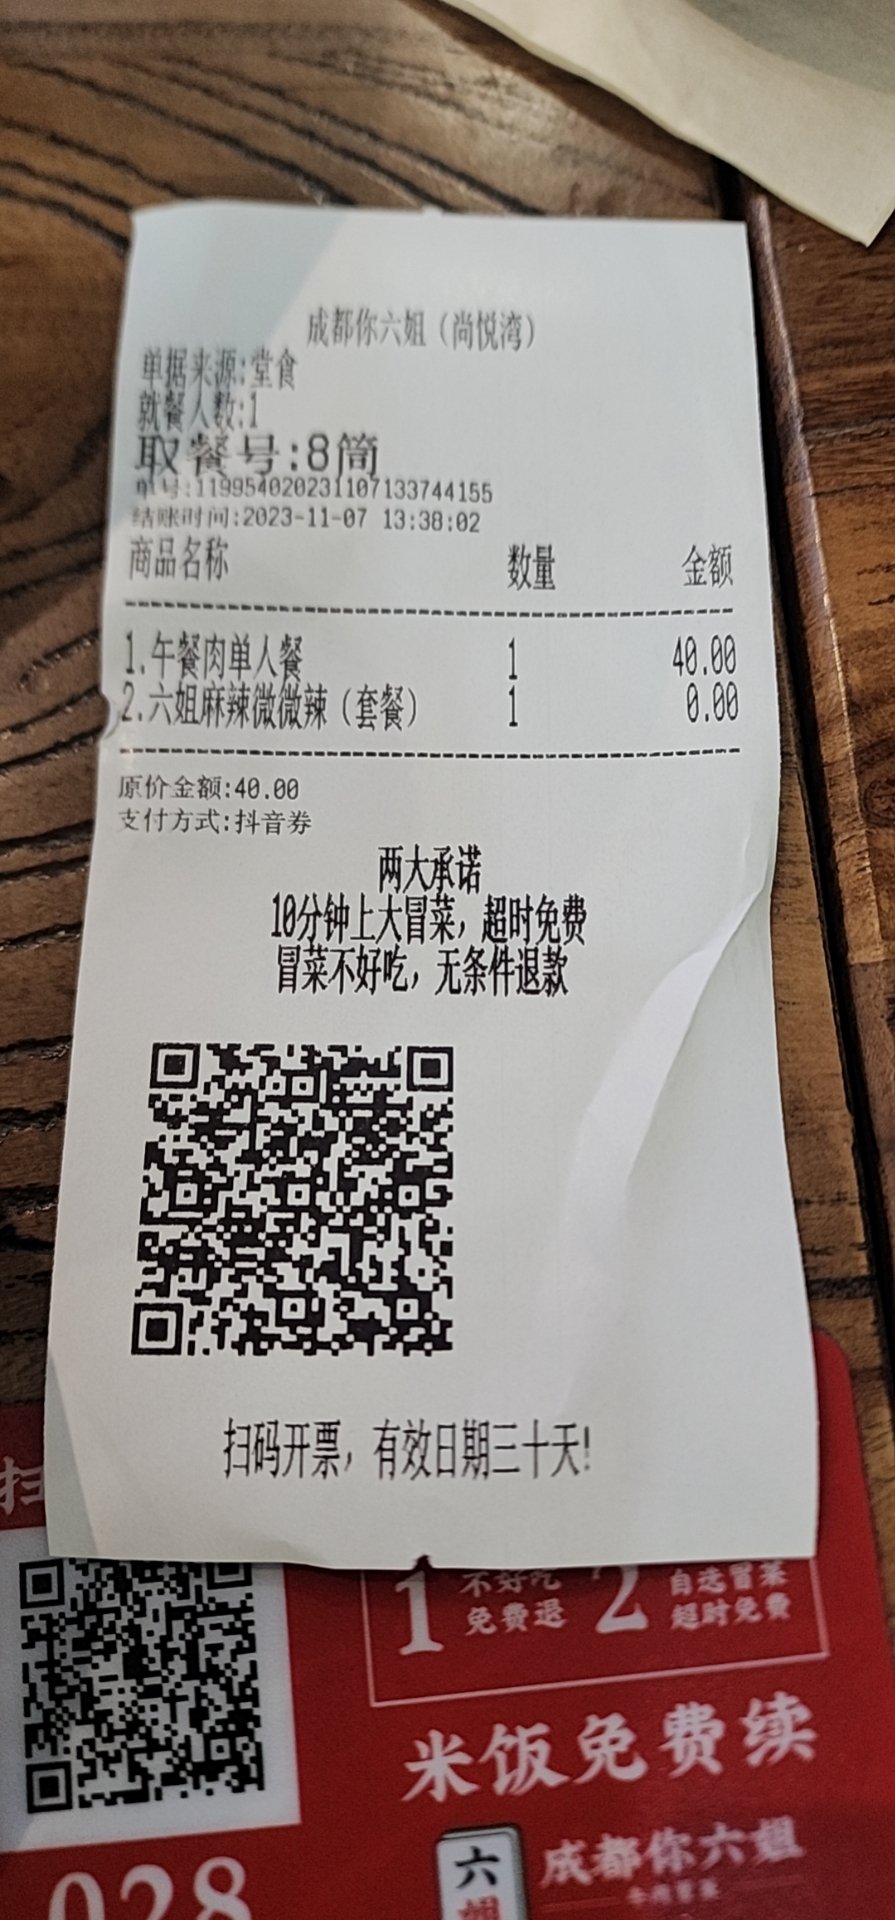 成都你六姐（尚悦湾）
单据来源:堂食
就餐人数:1
取餐号:8筒
单号:119954020231107133744155
结账时间:2023-11-07 13:38:02
商品名称 数量 金额
1.午餐肉单人餐 1 40.00
2.六姐麻辣微微辣（套餐） 1 0.00
原价金额:40.00
支付方式:抖音券
两大承诺
10分钟上大冒菜，超时免费
冒菜不好吃，无条件退款
扫码开票，有效日期三十天!
扫
1 不好吃 免费退
2 自选冒菜 超时免费
米饭免费续
028
六姐
成都你六姐